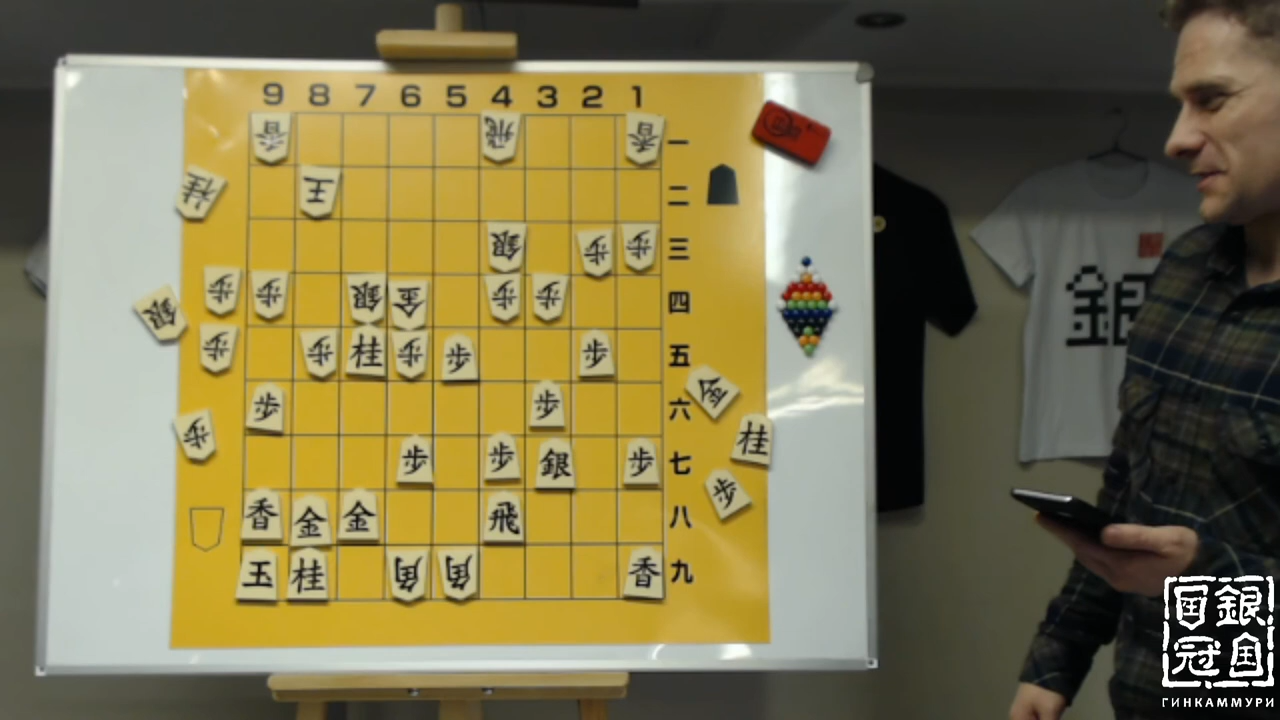 9 8 7 6 5 4 3 2 1
香 飛 香 一
桂 王 二
銀 歩 歩 三
歩 歩 銀 金 歩 歩 四
銀
歩 歩 桂 歩 歩 歩 五
金
歩 歩 六
歩 歩 歩 銀 歩 七
桂
歩
香 金 金 飛 八
玉 桂 角 角 香 九
銀
銀
冠
ГИНКАММУРИ